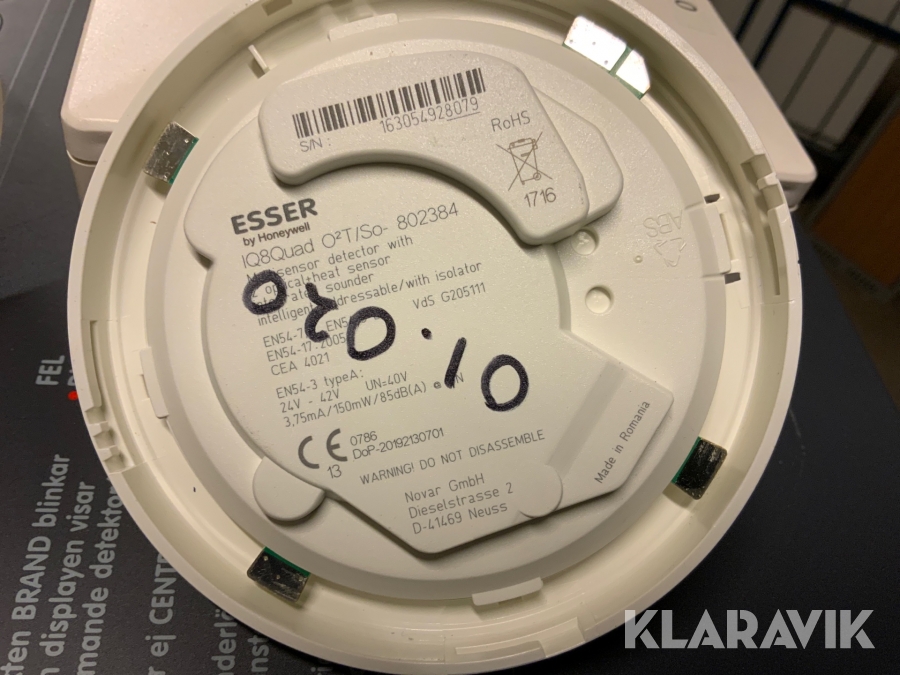 S/N :
163054928079
RoHS
1716
ESSER
by Honeywell
IQ8Quad O²T/So- 802384
sensor detector with
optical+heat sensor
sounder
intelligent addressable/with isolator
VdS G205111
EN54-7 EN54
EN54-17:2005
CEA 4021
EN54-3 typeA:
24V - 42V UN=40V
3,75mA/150mW/85dB(A)
020.10
CE
0786
DoP-20192130701
13
WARNING! DO NOT DISASSEMBLE
Made in Romania
Novar GmbH
Dieselstrasse 2
D-41469 Neuss
ABS
FEL
BRAND blinkar
displayen visar
detektor
ej
KLARAVIK